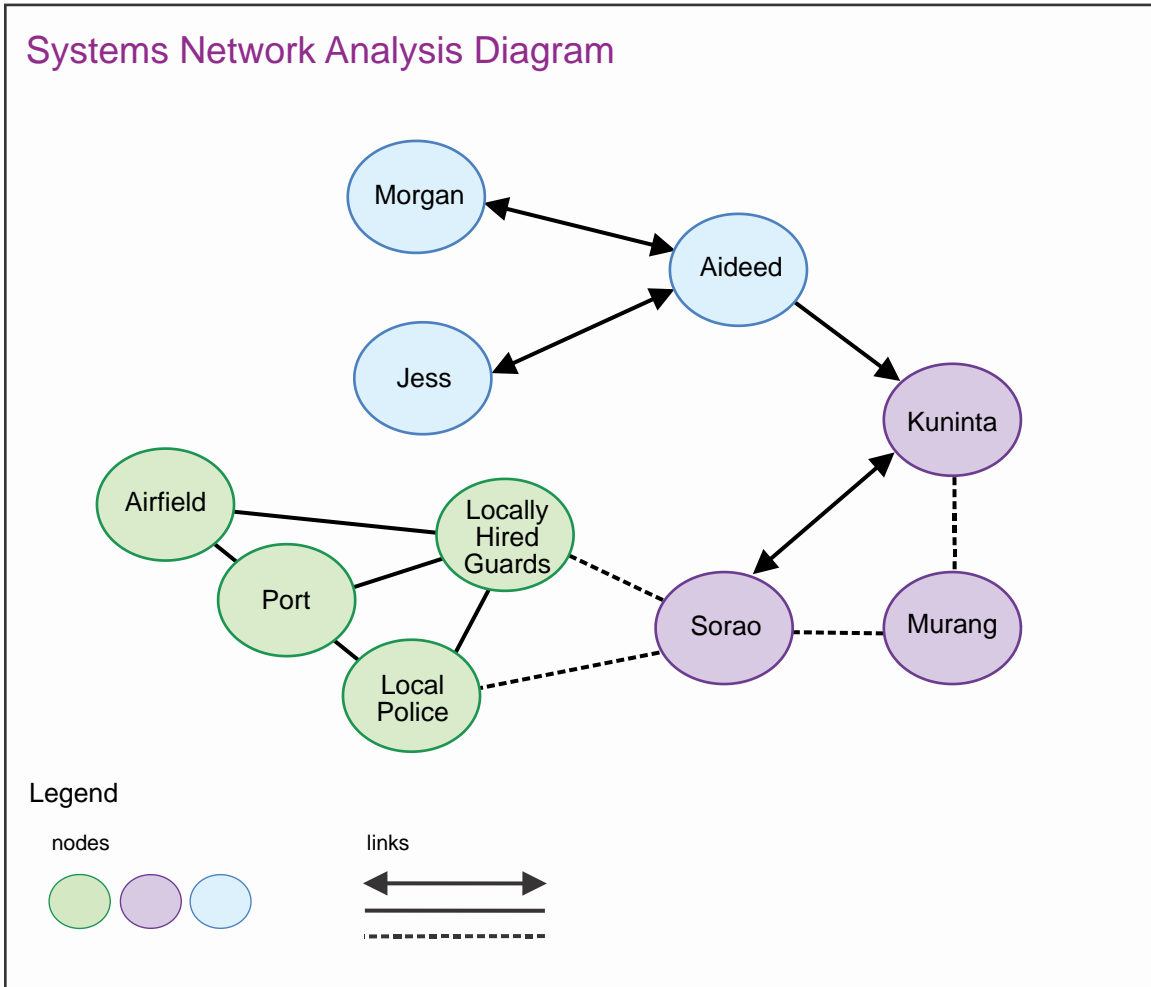 Systems Network Analysis Diagram
Morgan
Aideed
Jess
Kuninta
Airfield
Locally
Hired
Guards
Port
Sorao
Murang
Local
Police
Legend
nodes
links